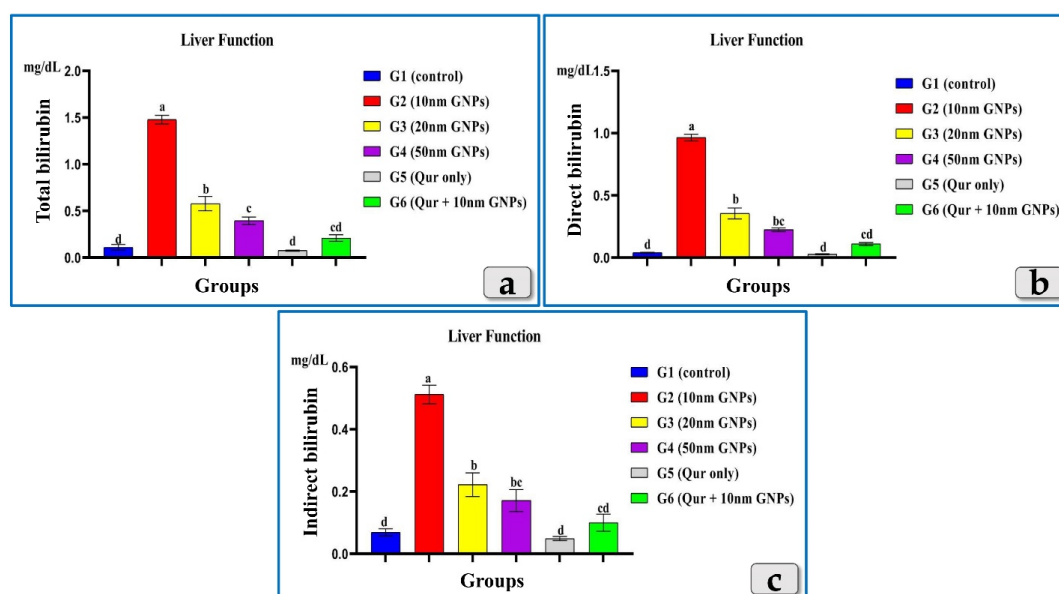 Liver Function
mg/dL
Total bilirubin
2.0
1.5
1.0
0.5
0.0
d
a
b
c
d
cd
Groups
G1 (control)
G2 (10nm GNPs)
G3 (20nm GNPs)
G4 (50nm GNPs)
G5 (Qur only)
G6 (Qur + 10nm GNPs)
a
Liver Function
mg/dL
Direct bilirubin
1.5
1.0
0.5
0.0
d
a
b
bc
d
cd
Groups
G1 (control)
G2 (10nm GNPs)
G3 (20nm GNPs)
G4 (50nm GNPs)
G5 (Qur only)
G6 (Qur + 10nm GNPs)
b
Liver Function
mg/dL
Indirect bilirubin
0.6
0.4
0.2
0.0
d
a
b
bc
d
cd
Groups
G1 (control)
G2 (10nm GNPs)
G3 (20nm GNPs)
G4 (50nm GNPs)
G5 (Qur only)
G6 (Qur + 10nm GNPs)
c